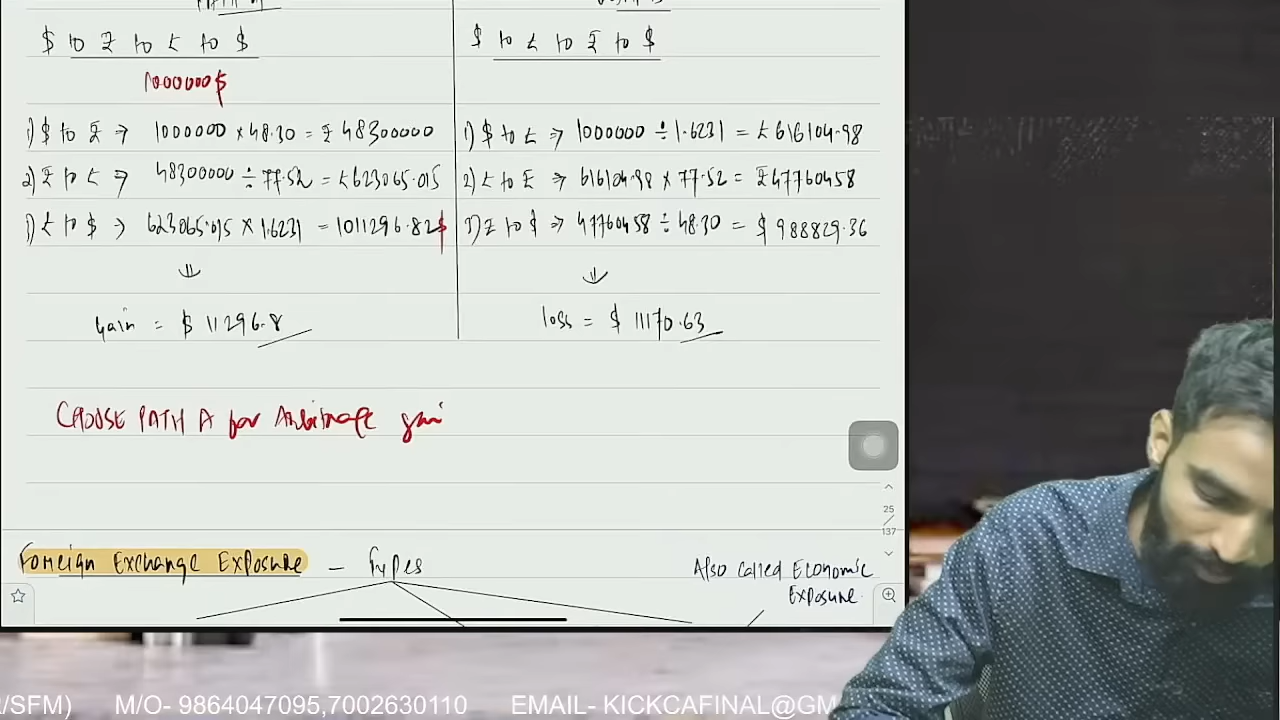 PATH A
$ to ₹ to £ to $
1000000$
1) $ to ₹ ⇒ 1000000 × 48.30 = ₹ 48300000
2) ₹ to £ ⇒ 48300000 ÷ 77.52 = £623065.015
3) £ to $ ⇒ 623065.015 × 1.6231 = 1011296.82$
⇓
Gain = $ 11296.8
$ to £ to ₹ to $
1) $ to £ ⇒ 1000000 ÷ 1.6231 = £ 616104.98
2) £ to ₹ ⇒ 616104.98 × 77.52 = ₹47760458
3) ₹ to $ ⇒ 47760458 ÷ 48.30 = $ 988829.36
⇓
loss = $ 11170.63
CHOOSE PATH A for Arbitrage gain
Foreign Exchange Exposure – Types
Also Called Economic
Exposure
25
/
137
/SFM) M/O- 9864047095,7002630110 EMAIL- KICKCAFINAL@GM